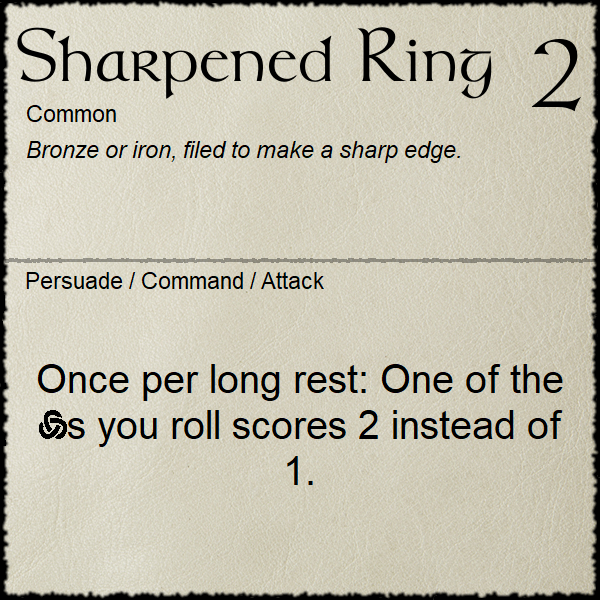 Sharpened Ring 2
Common
Bronze or iron, filed to make a sharp edge.
Persuade / Command / Attack
Once per long rest: One of the
s you roll scores 2 instead of
1.